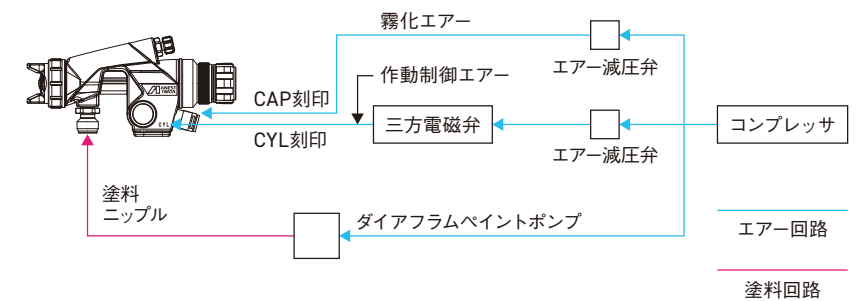 霧化エアー
エアー減圧弁
作動制御エアー
CAP刻印
ANEST
IWATA
CYL
CYL刻印
三方電磁弁
エアー減圧弁
コンプレッサ
塗料
ニップル
ダイアフラムペイントポンプ
エアー回路
塗料回路